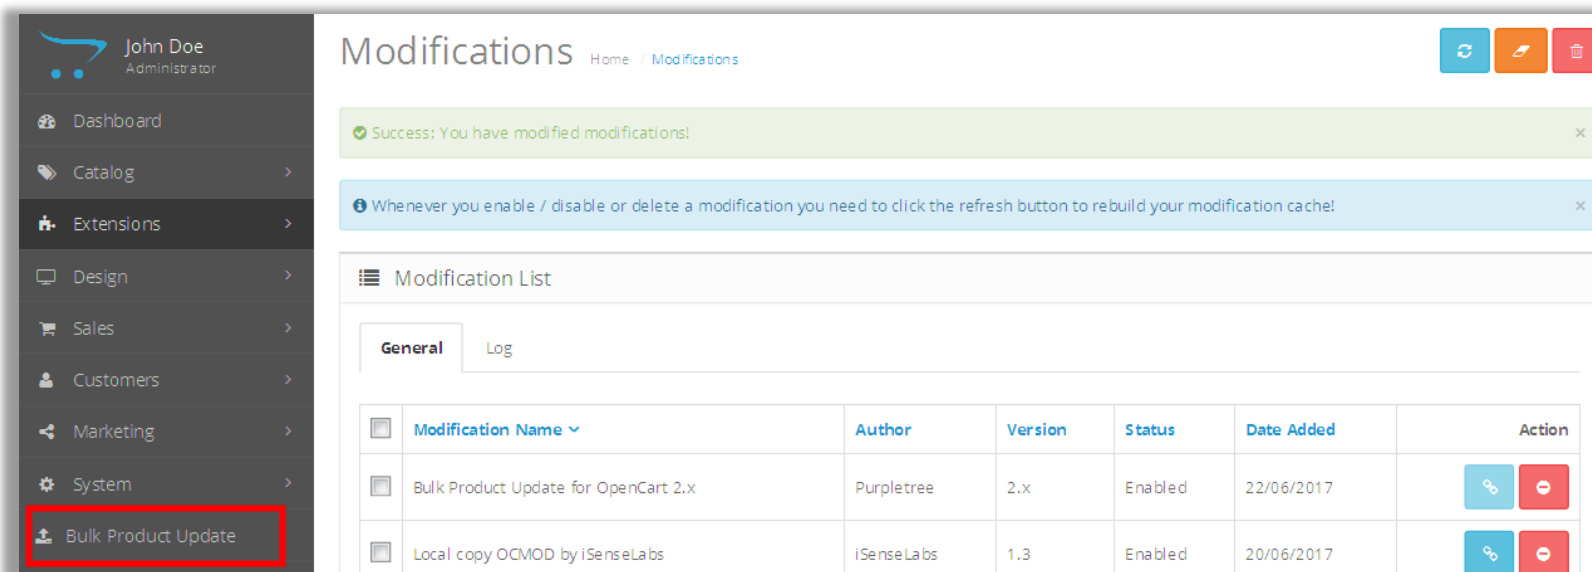 John Doe
Administrator
Dashboard
Catalog
Extensions
Design
Sales
Customers
Marketing
System
Bulk Product Update
Modifications Home / Modifications
Success: You have modified modifications! ×
Whenever you enable / disable or delete a modification you need to click the refresh button to rebuild your modification cache! ×
Modification List
General Log
Modification Name Author Version Status Date Added Action
Bulk Product Update for OpenCart 2.x Purpletree 2.x Enabled 22/06/2017
Local copy OCMOD by iSenseLabs iSenseLabs 1.3 Enabled 20/06/2017